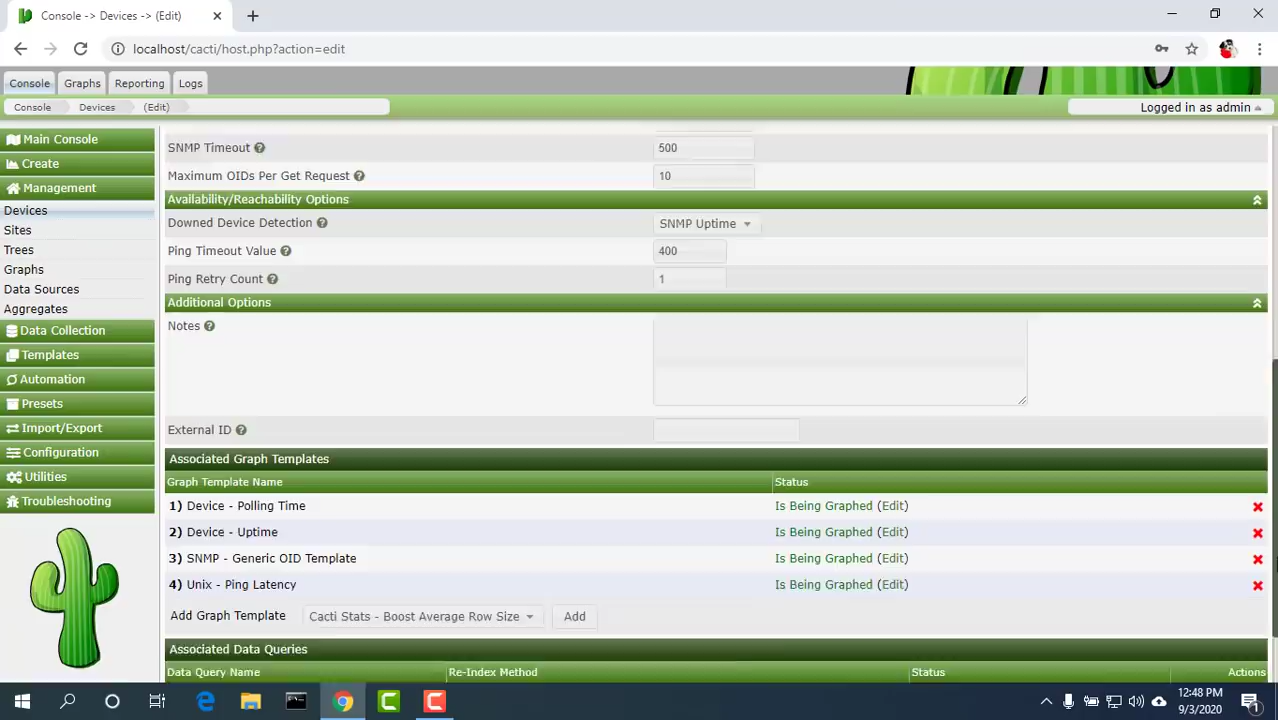 Console -> Devices -> (Edit)
localhost/cacti/host.php?action=edit
Console
Graphs
Reporting
Logs
Console
Devices
(Edit)
Logged in as admin
Main Console
Create
Management
Devices
Sites
Trees
Graphs
Data Sources
Aggregates
Data Collection
Templates
Automation
Presets
Import/Export
Configuration
Utilities
Troubleshooting
SNMP Timeout
500
Maximum OIDs Per Get Request
10
Availability/Reachability Options
Downed Device Detection
SNMP Uptime
Ping Timeout Value
400
Ping Retry Count
1
Additional Options
Notes
External ID
Associated Graph Templates
Graph Template Name
Status
1) Device - Polling Time
Is Being Graphed (Edit)
2) Device - Uptime
Is Being Graphed (Edit)
3) SNMP - Generic OID Template
Is Being Graphed (Edit)
4) Unix - Ping Latency
Is Being Graphed (Edit)
Add Graph Template
Cacti Stats - Boost Average Row Size
Add
Associated Data Queries
Data Query Name
Re-Index Method
Status
Actions
12:48 PM
9/3/2020
1